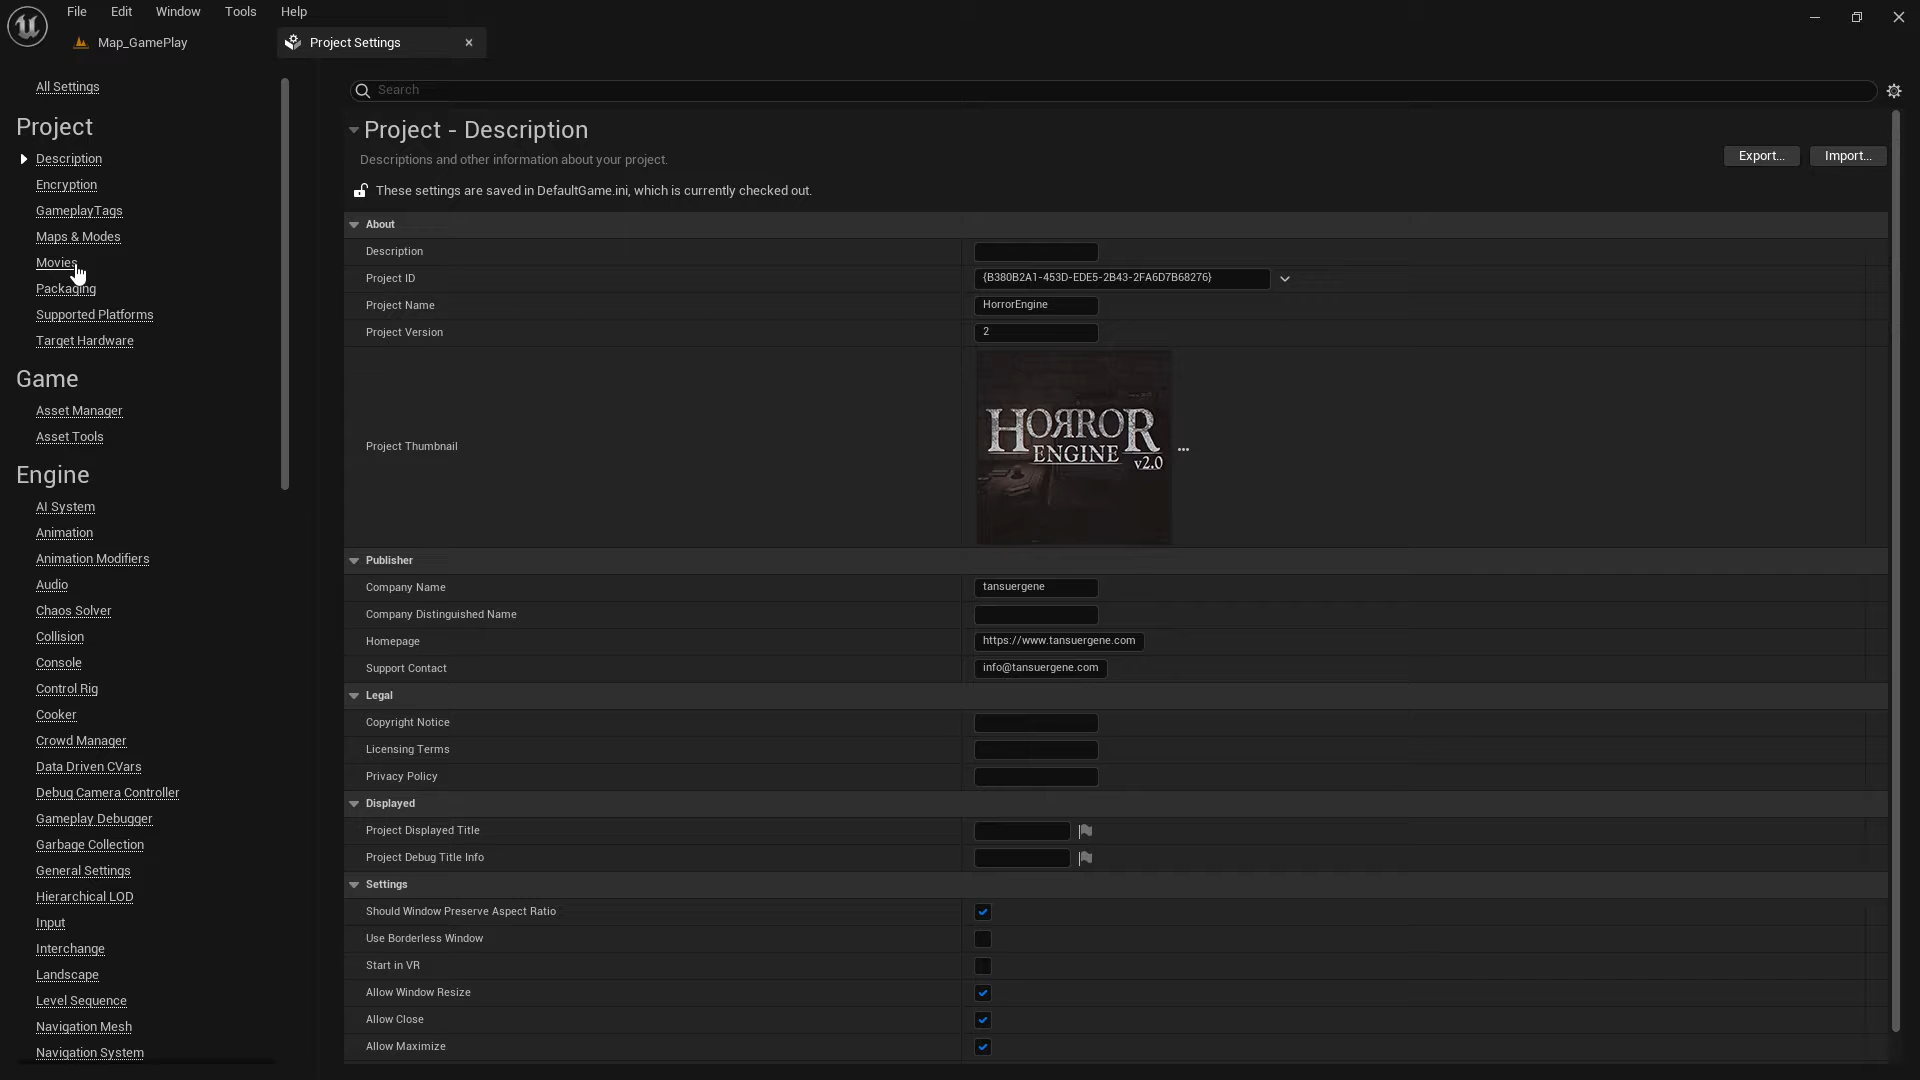 File Edit Window Tools Help
Map_GamePlay
Project Settings
All Settings
Project
Description
Encryption
GameplayTags
Maps & Modes
Movies
Packaging
Supported Platforms
Target Hardware
Game
Asset Manager
Asset Tools
Engine
AI System
Animation
Animation Modifiers
Audio
Chaos Solver
Collision
Console
Control Rig
Cooker
Crowd Manager
Data Driven CVars
Debug Camera Controller
Gameplay Debugger
Garbage Collection
General Settings
Hierarchical LOD
Input
Interchange
Landscape
Level Sequence
Navigation Mesh
Navigation System
Search
Project - Description
Descriptions and other information about your project.
Export... Import...
These settings are saved in DefaultGame.ini, which is currently checked out.
About
Description
Project ID {B380B2A1-453D-EDE5-2B43-2FA6D7B68276}
Project Name HorrorEngine
Project Version 2
Project Thumbnail
HORROR
ENGINE
v2.0
Publisher
Company Name tansuergene
Company Distinguished Name
Homepage https://www.tansuergene.com
Support Contact info@tansuergene.com
Legal
Copyright Notice
Licensing Terms
Privacy Policy
Displayed
Project Displayed Title
Project Debug Title Info
Settings
Should Window Preserve Aspect Ratio
Use Borderless Window
Start in VR
Allow Window Resize
Allow Close
Allow Maximize